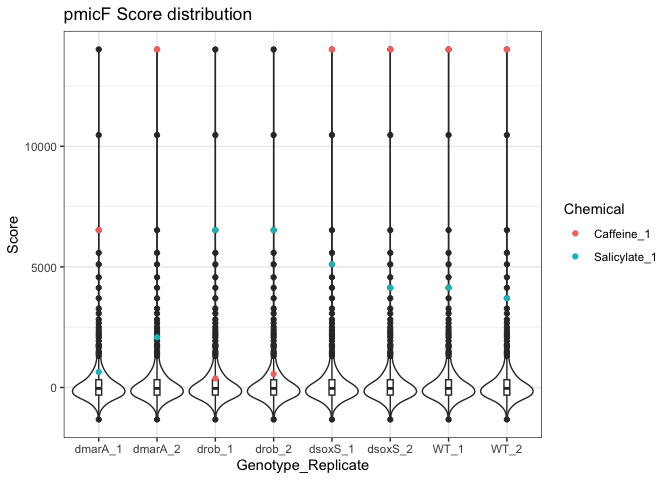 pmicF Score distribution
10000
5000
0
Score
dmarA_1 dmarA_2 drob_1 drob_2 dsoxS_1 dsoxS_2 WT_1 WT_2
Genotype_Replicate
Chemical
Caffeine_1
Salicylate_1